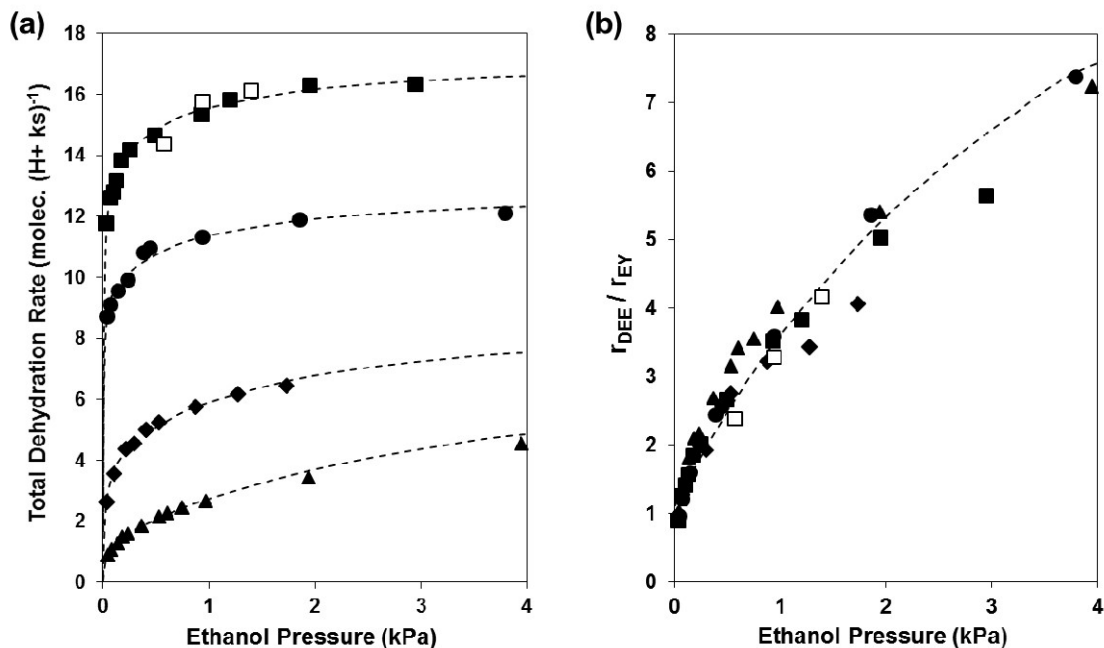 (a)
Total Dehydration Rate (molec. (H+ ks)-1)
18
16
14
12
10
8
6
4
2
0
0 1 2 3 4
Ethanol Pressure (kPa)
(b)
rDEE / rEY
8
7
6
5
4
3
2
1
0
0 1 2 3 4
Ethanol Pressure (kPa)